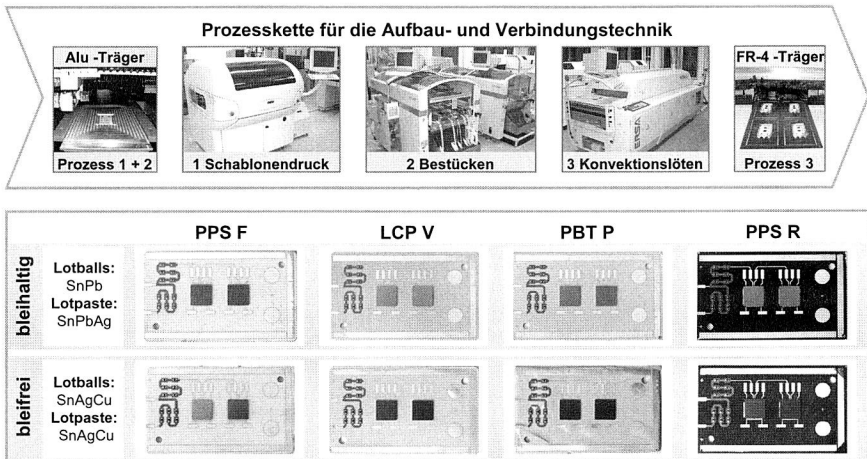 Prozesskette für die Aufbau- und Verbindungstechnik
Alu -Träger
Prozess 1 + 2
1 Schablonendruck
2 Bestücken
ERSA
3 Konvektionslöten
FR-4 -Träger
Prozess 3
PPS F
LCP V
PBT P
PPS R
bleihaltig
Lotballs:
SnPb
Lotpaste:
SnPbAg
bleifrei
Lotballs:
SnAgCu
Lotpaste:
SnAgCu